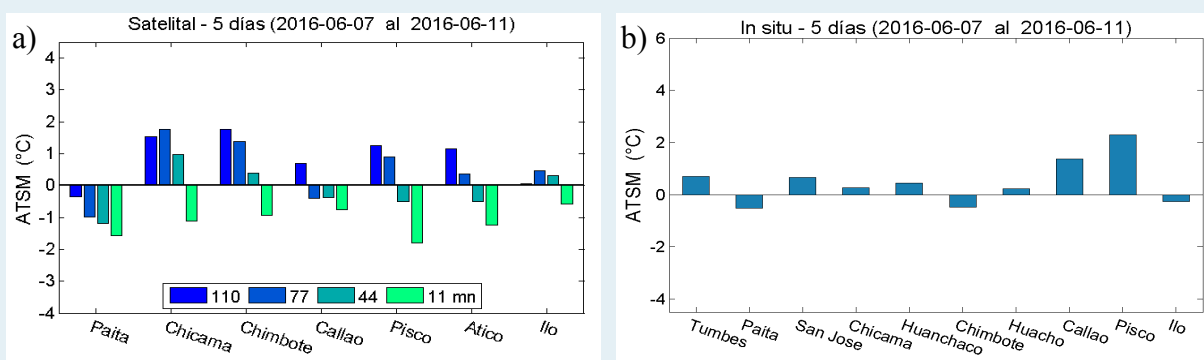 a)
Satelital - 5 días (2016-06-07 al 2016-06-11)
ATSM (°C)
4
3
2
1
0
-1
-2
-3
-4
110 77 44 11 mn
Paita Chicama Chimbote Callao Pisco Atico Ilo
b)
In situ - 5 días (2016-06-07 al 2016-06-11)
ATSM (°C)
6
4
2
0
-2
-4
Tumbes Paita San Jose Chicama Huanchaco Chimbote Huacho Callao Pisco Ilo